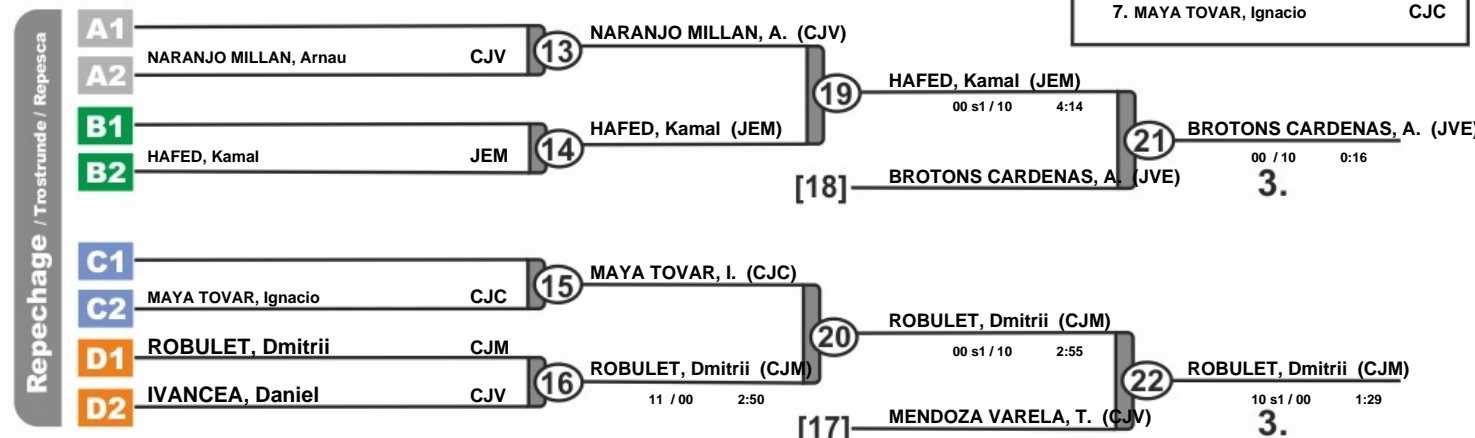 7. MAYA TOVAR, Ignacio CJC
Repechage / Trostrunde / Repesca
A1
A2
NARANJO MILLAN, Arnau CJV
13
NARANJO MILLAN, A. (CJV)
B1
B2
HAFED, Kamal JEM
14
HAFED, Kamal (JEM)
19
HAFED, Kamal (JEM)
00 s1 / 10 4:14
[18]
BROTONS CARDENAS, A. (JVE)
21
BROTONS CARDENAS, A. (JVE)
00 / 10 0:16
3.
C1
C2
MAYA TOVAR, Ignacio CJC
15
MAYA TOVAR, I. (CJC)
D1
ROBULET, Dmitrii CJM
D2
IVANCEA, Daniel CJV
16
ROBULET, Dmitrii (CJM)
11 / 00 2:50
20
ROBULET, Dmitrii (CJM)
00 s1 / 10 2:55
[17]
MENDOZA VARELA, T. (CJV)
22
ROBULET, Dmitrii (CJM)
10 s1 / 00 1:29
3.